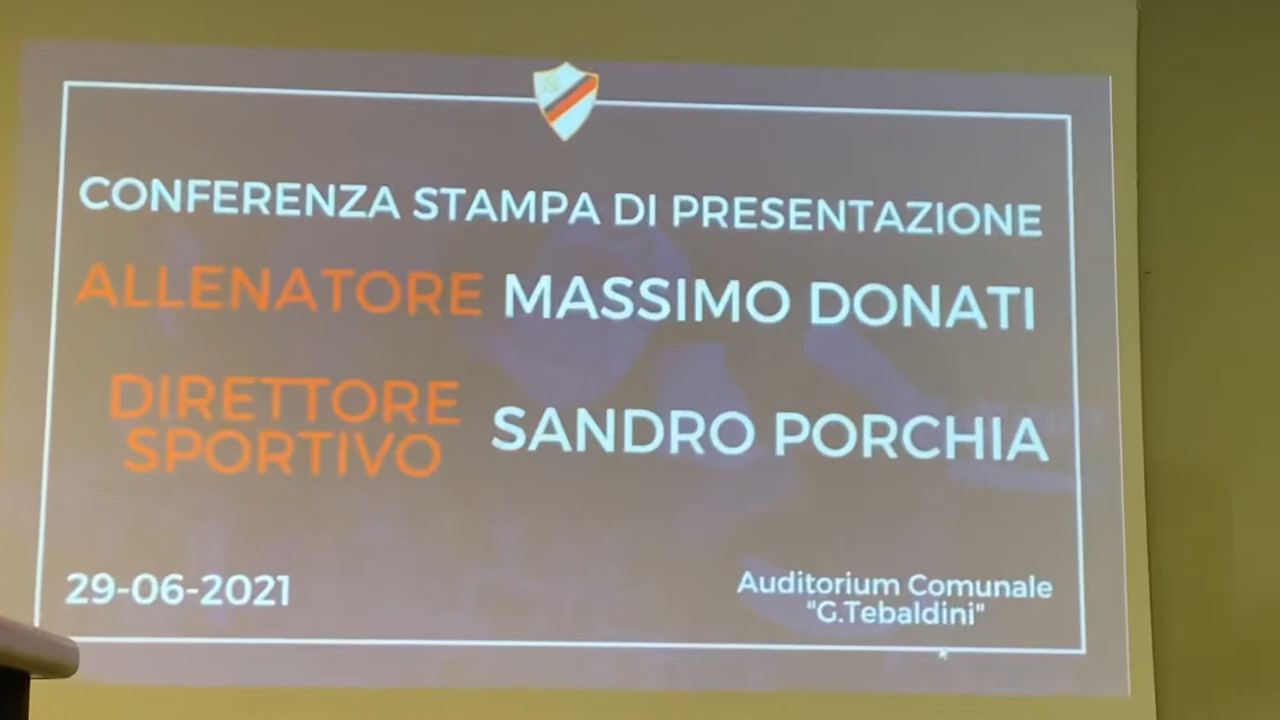 CONFERENZA STAMPA DI PRESENTAZIONE
ALLENATORE MASSIMO DONATI
DIRETTORE
SPORTIVO
SANDRO PORCHIA
29-06-2021
Auditorium Comunale
"G.Tebaldini"